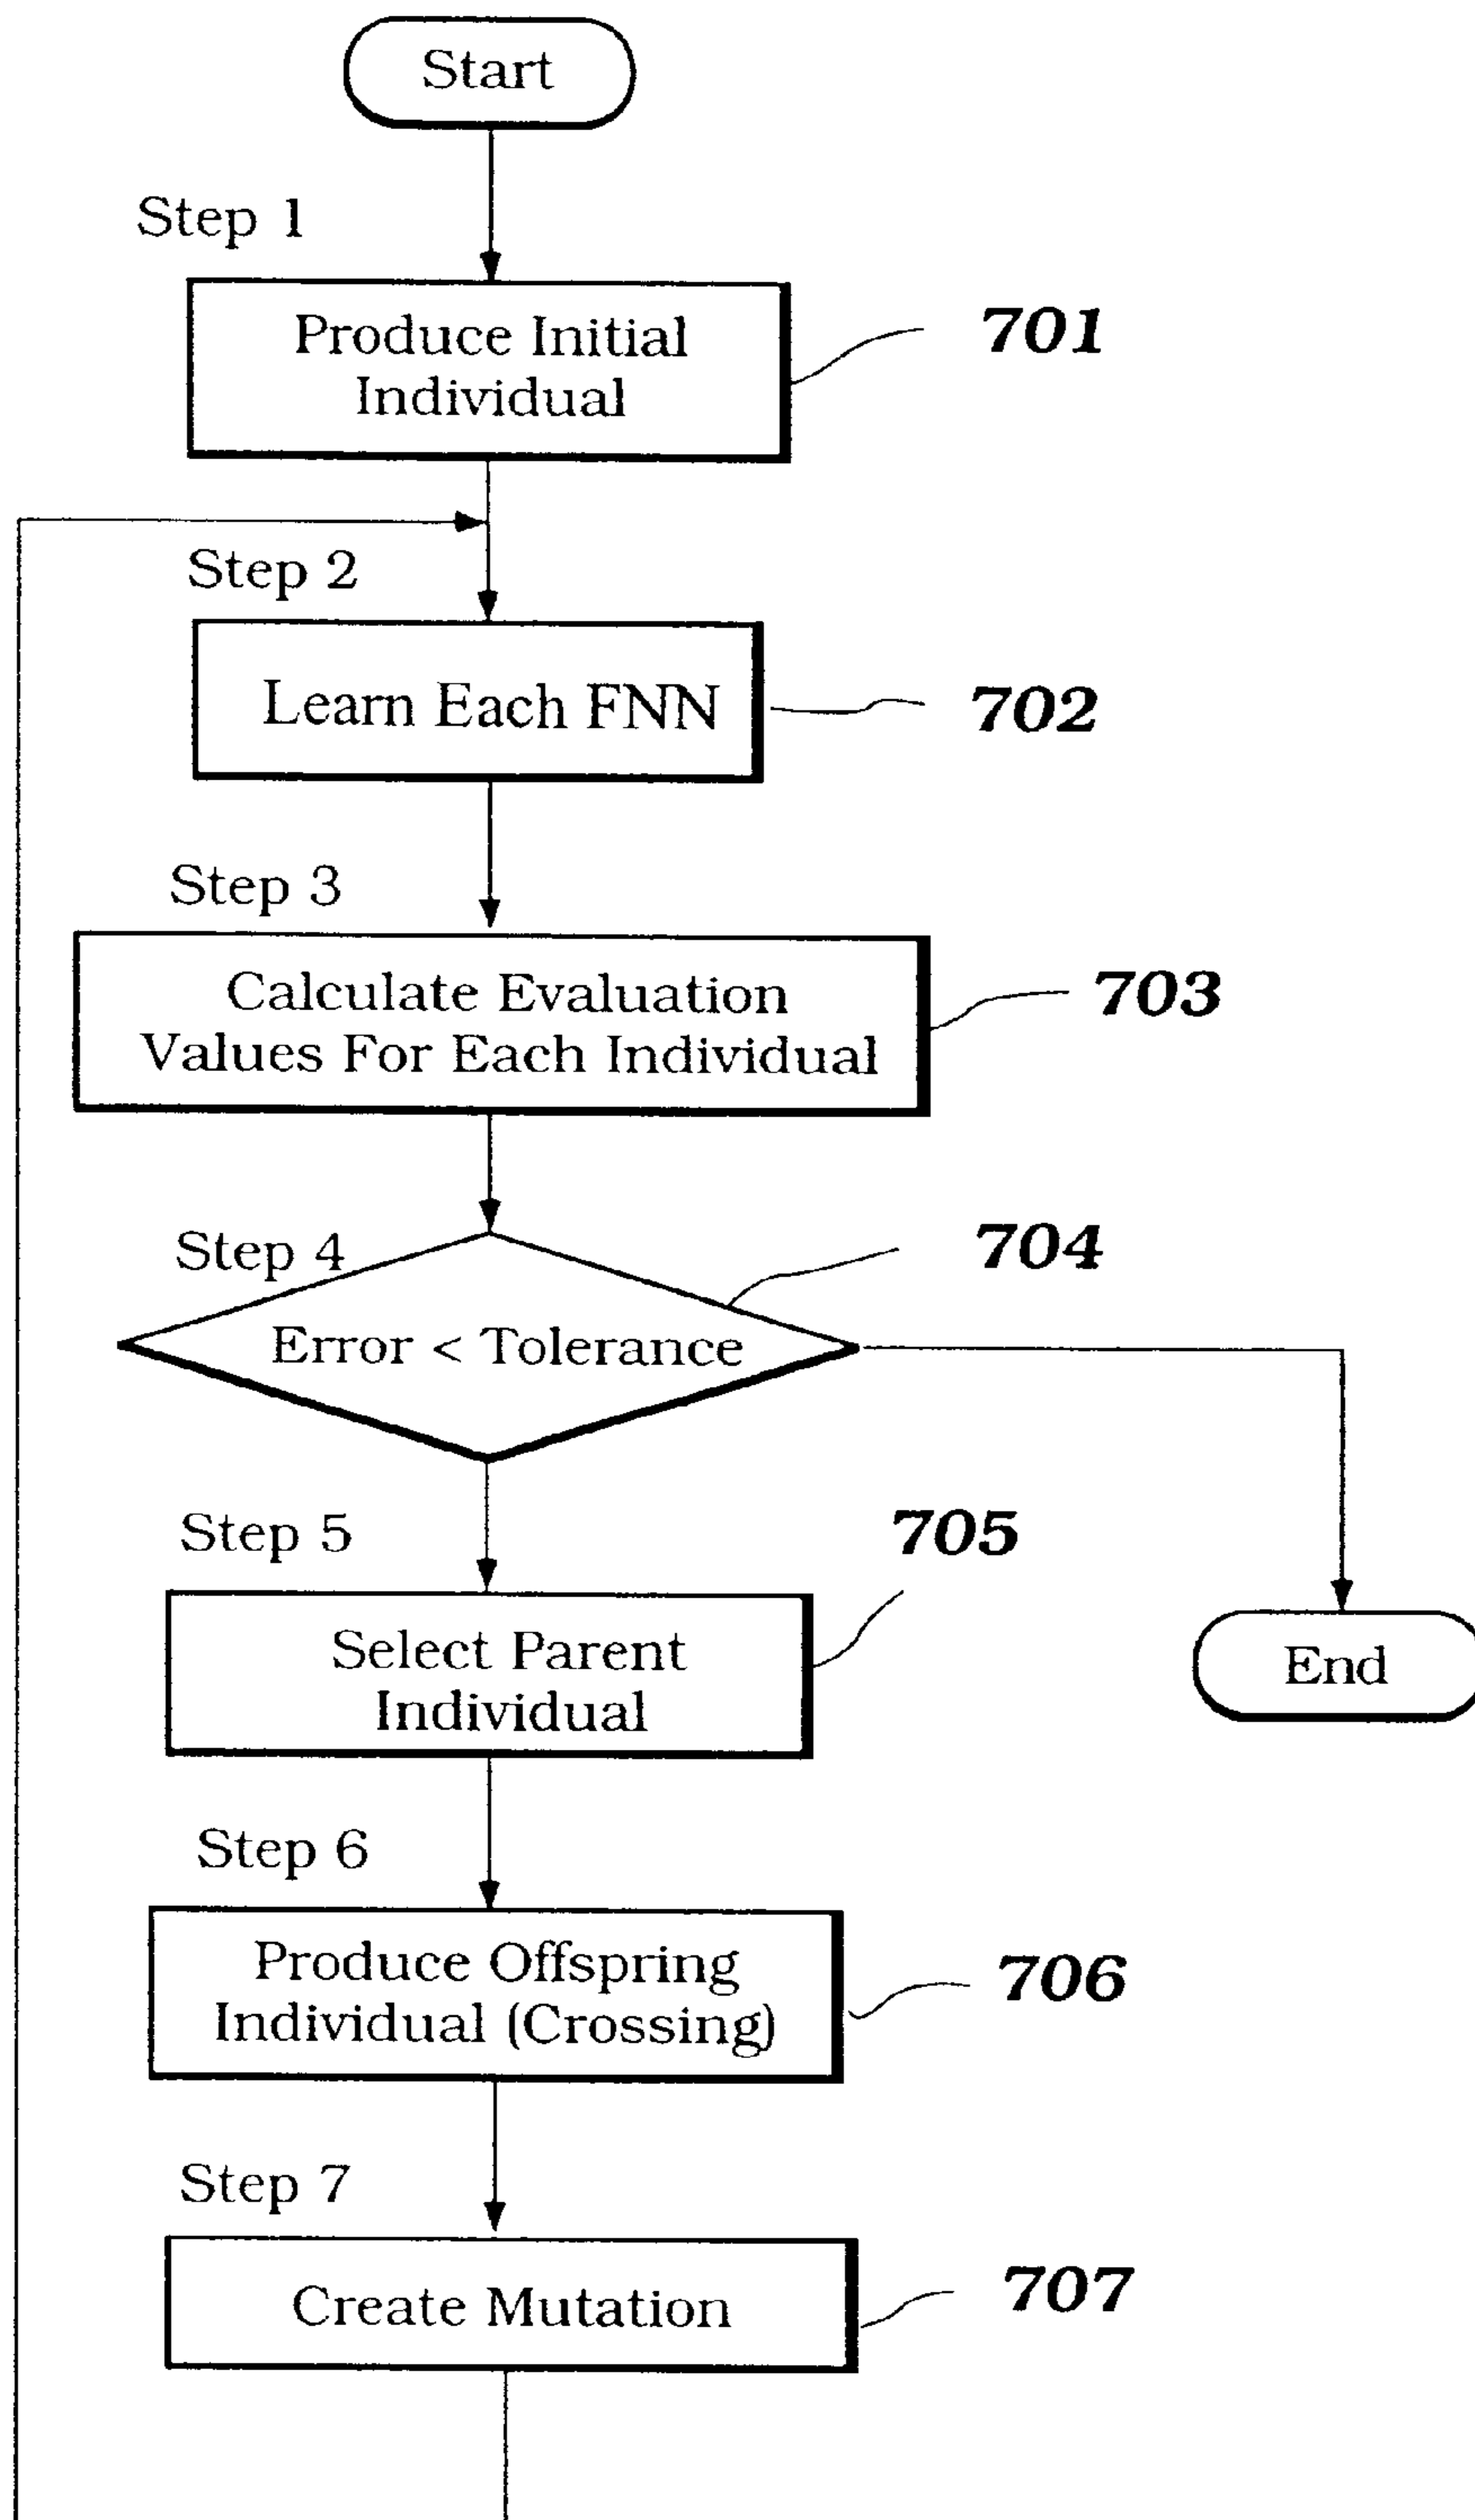 Start
Step 1
Produce Initial
Individual
701
Step 2
Learn Each FNN
702
Step 3
Calculate Evaluation
Values For Each Individual
703
Step 4
Error < Tolerance
704
Step 5
Select Parent
Individual
705
End
Step 6
Produce Offspring
Individual (Crossing)
706
Step 7
Create Mutation
707